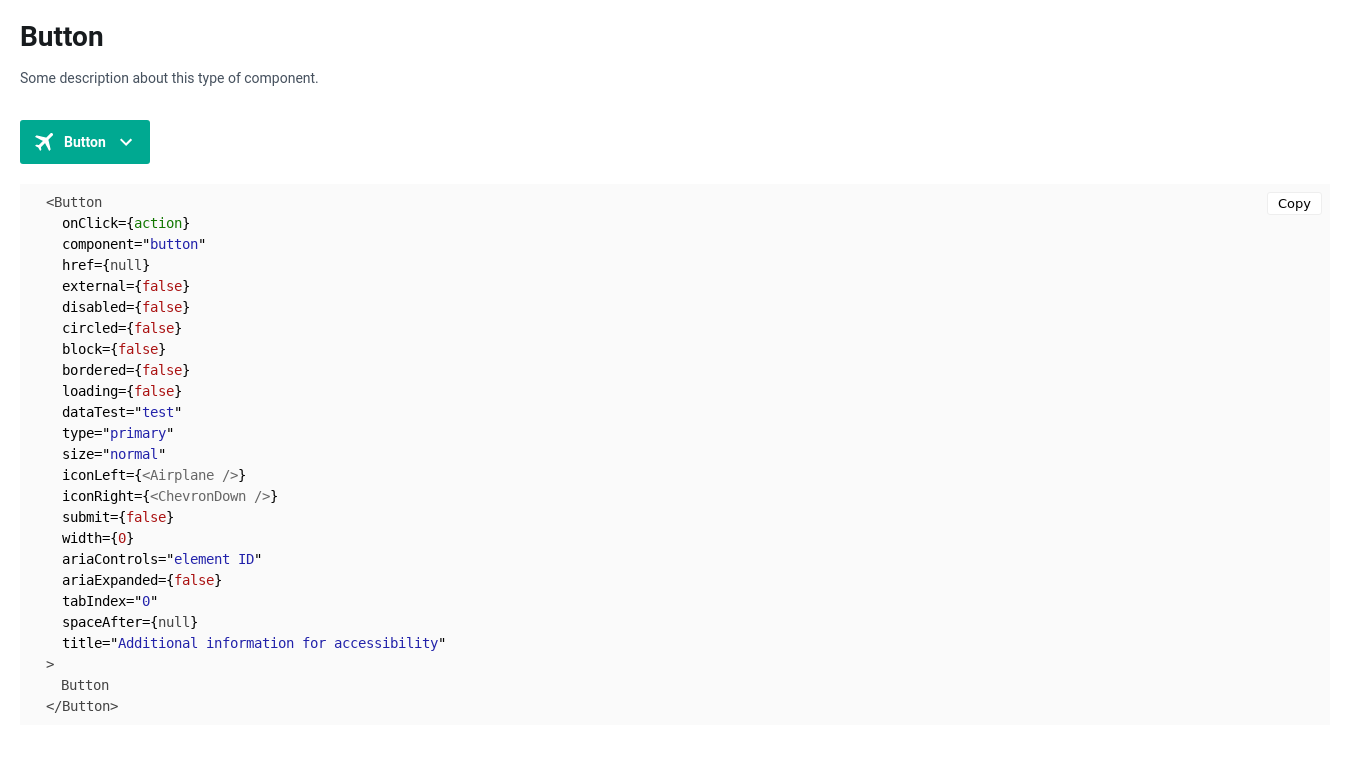 Button
Some description about this type of component.
Button
Copy
<Button
  onClick={action}
  component="button"
  href={null}
  external={false}
  disabled={false}
  circled={false}
  block={false}
  bordered={false}
  loading={false}
  dataTest="test"
  type="primary"
  size="normal"
  iconLeft={<Airplane />}
  iconRight={<ChevronDown />}
  submit={false}
  width={0}
  ariaControls="element ID"
  ariaExpanded={false}
  tabIndex="0"
  spaceAfter={null}
  title="Additional information for accessibility"
>
  Button
</Button>